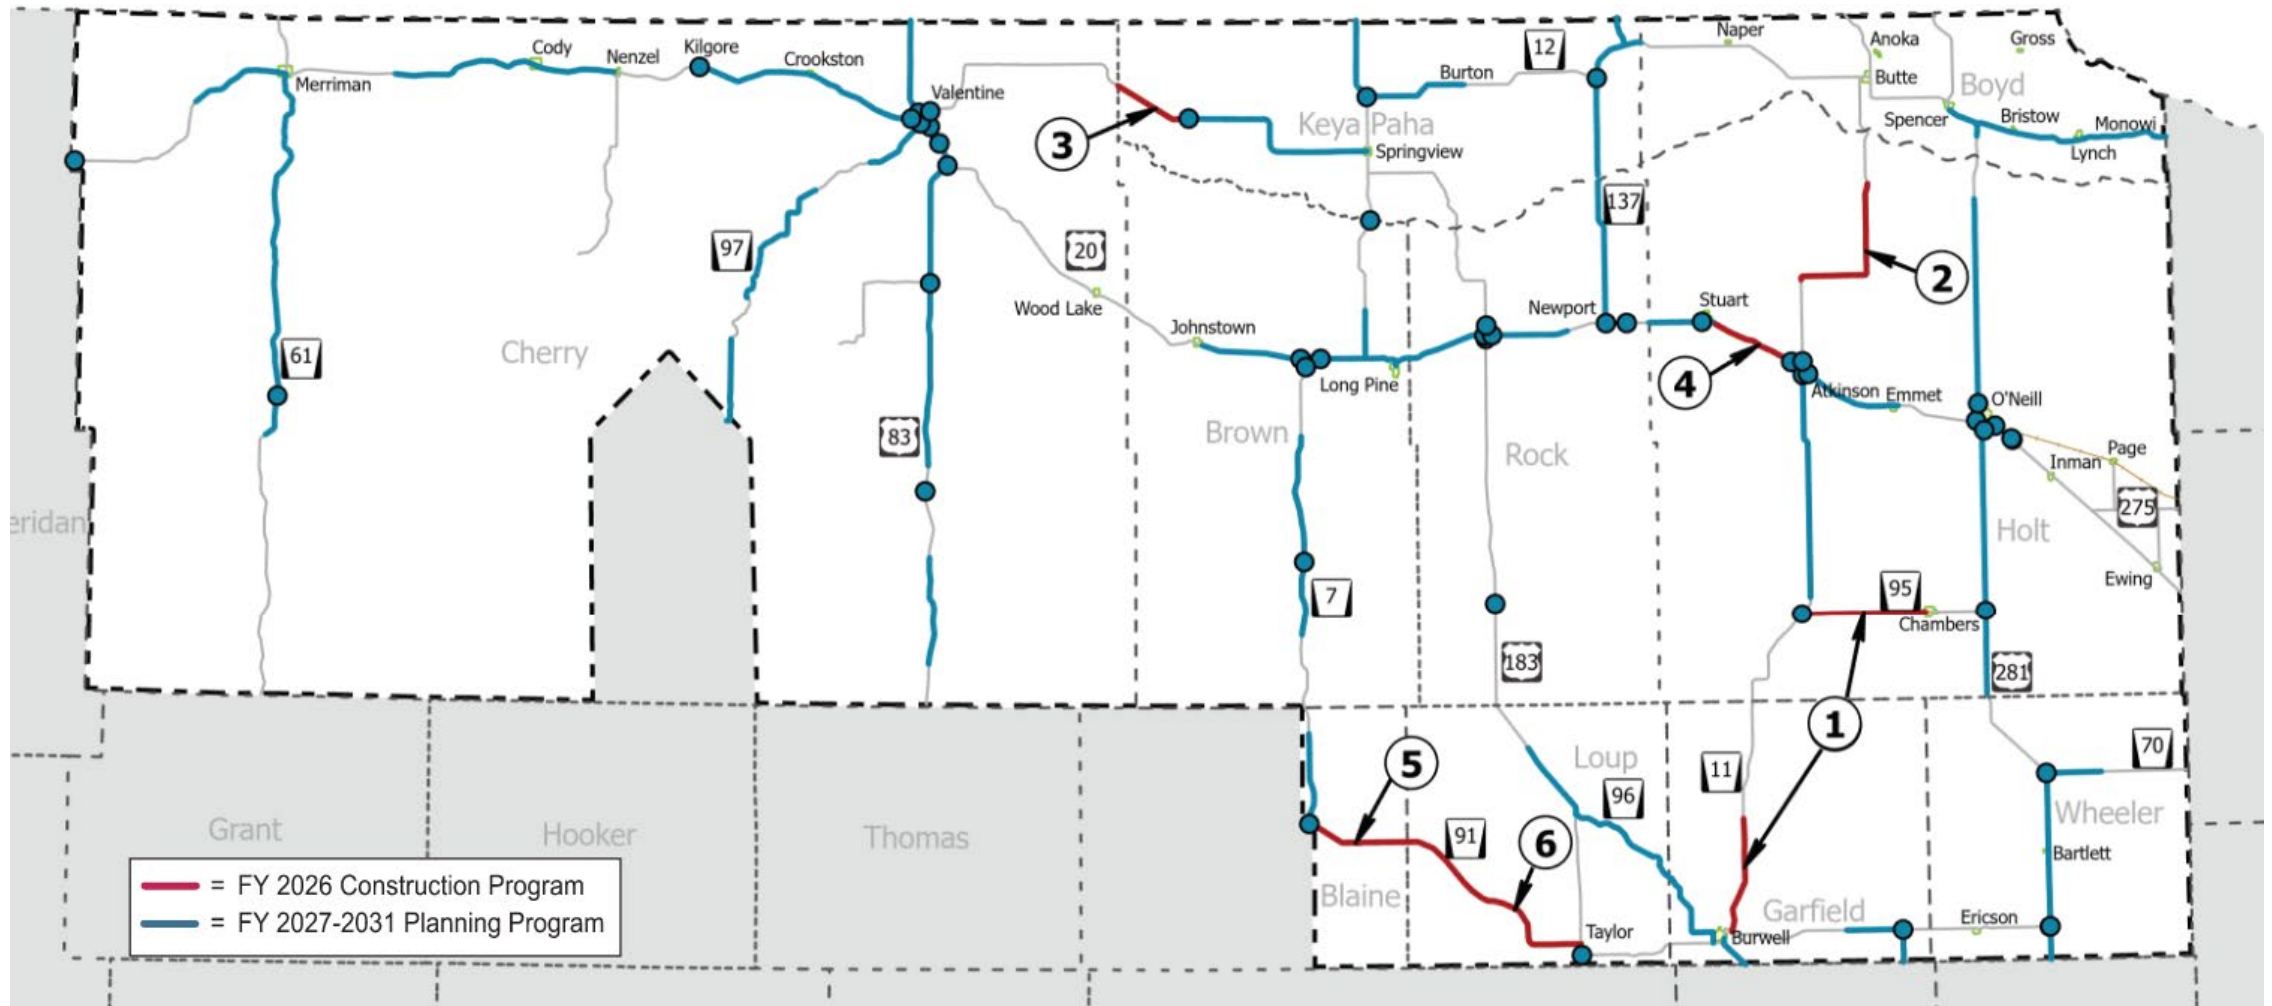 Naper
Anoka
Gross
Cody
Nenzel
Kilgore
Crookston
12
Burton
Butte
Boyd
Merriman
Valentine
Keya Paha
Spencer
Bristow
Monowi
3
Springview
Lynch
137
97
20
2
Wood Lake
Newport
Stuart
Johnstown
61
Cherry
4
Long Pine
Atkinson
Emmet
O'Neill
83
Brown
Rock
Page
Inman
275
eridan
Holt
Ewing
7
95
Chambers
183
281
1
70
5
Loup
11
96
Wheeler
Grant
Hooker
Thomas
91
6
Bartlett
Blaine
Garfield
Ericson
Taylor
Burwell
= FY 2026 Construction Program
= FY 2027-2031 Planning Program